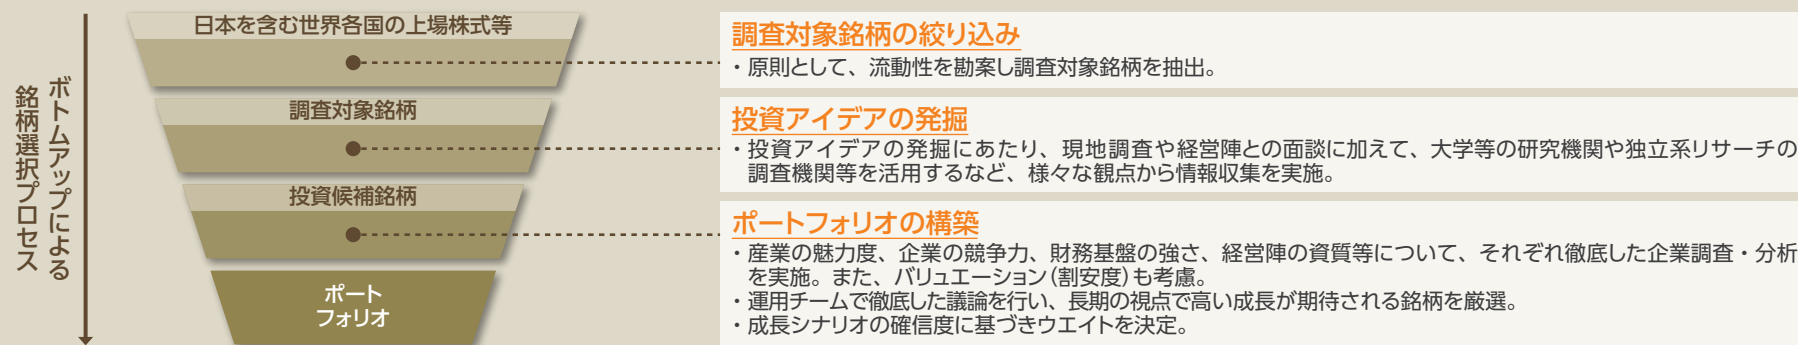 ボトムアップによる
銘柄選択プロセス
日本を含む世界各国の上場株式等
調査対象銘柄の絞り込み
・原則として、流動性を勘案し調査対象銘柄を抽出。
調査対象銘柄
投資アイデアの発掘
・投資アイデアの発掘にあたり、現地調査や経営陣との面談に加えて、大学等の研究機関や独立系リサーチの
調査機関等を活用するなど、様々な観点から情報収集を実施。
投資候補銘柄
ポートフォリオの構築
・産業の魅力度、企業の競争力、財務基盤の強さ、経営陣の資質等について、それぞれ徹底した企業調査・分析
を実施。また、バリュエーション（割安度）も考慮。
・運用チームで徹底した議論を行い、長期の視点で高い成長が期待される銘柄を厳選。
・成長シナリオの確信度に基づきウエイトを決定。
ポート
フォリオ